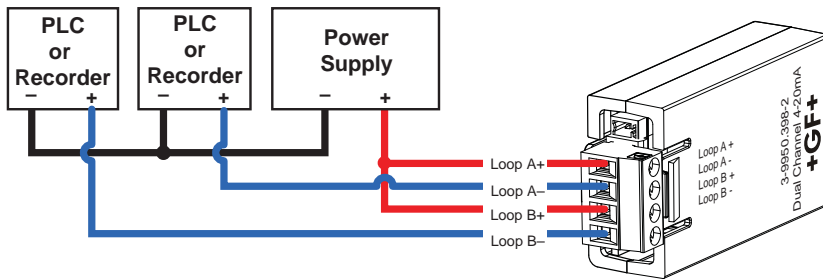 PLC
or
Recorder
– +
PLC
or
Recorder
– +
Power
Supply
– +
Loop A+
Loop A–
Loop B+
Loop B–
Loop A +
Loop A -
Loop B +
Loop B -
3-9950.398-2
Dual Channel 4-20mA
+GF+